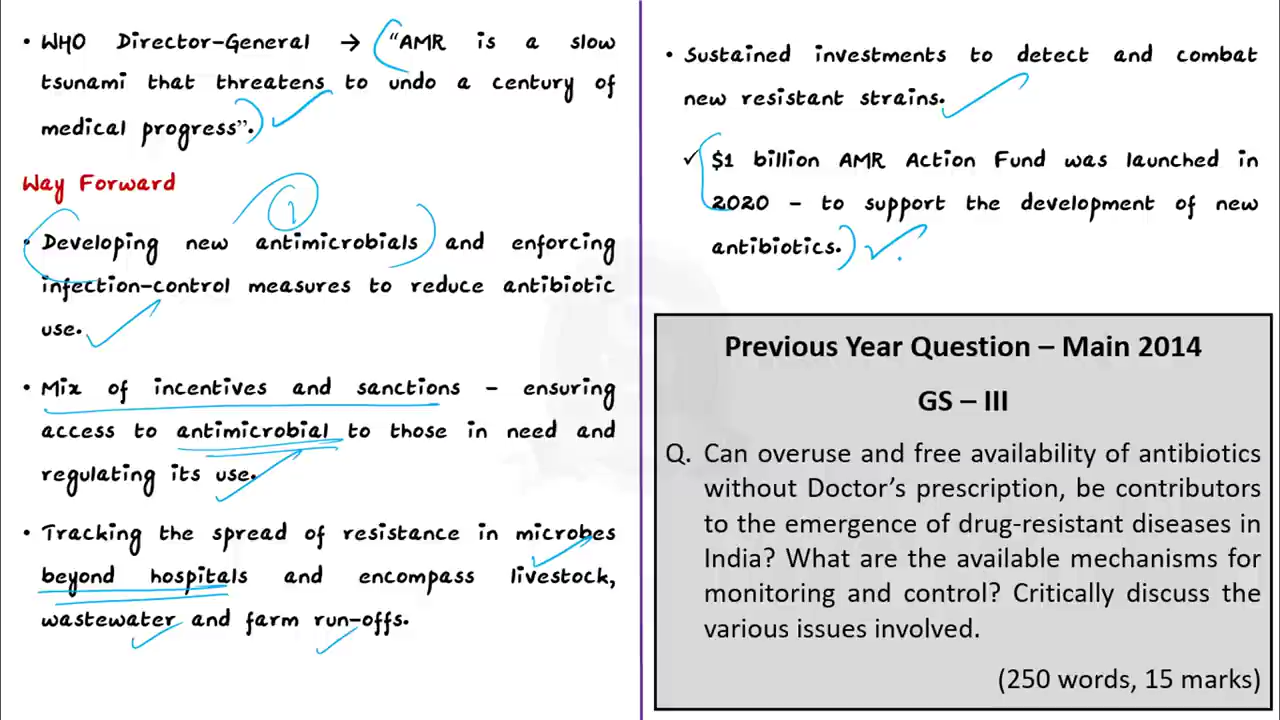 • WHO Director-General → “AMR is a slow
tsunami that threatens to undo a century of
medical progress”.
Way Forward
1
• Developing new antimicrobials and enforcing
infection-control measures to reduce antibiotic
use.
• Mix of incentives and sanctions – ensuring
access to antimicrobial to those in need and
regulating its use.
• Tracking the spread of resistance in microbes
beyond hospitals and encompass livestock,
wastewater and farm run-offs.
• Sustained investments to detect and combat
new resistant strains.
✓ $1 billion AMR Action Fund was launched in
2020 – to support the development of new
antibiotics.
Previous Year Question – Main 2014
GS – III
Q. Can overuse and free availability of antibiotics
without Doctor’s prescription, be contributors
to the emergence of drug-resistant diseases in
India? What are the available mechanisms for
monitoring and control? Critically discuss the
various issues involved.
(250 words, 15 marks)